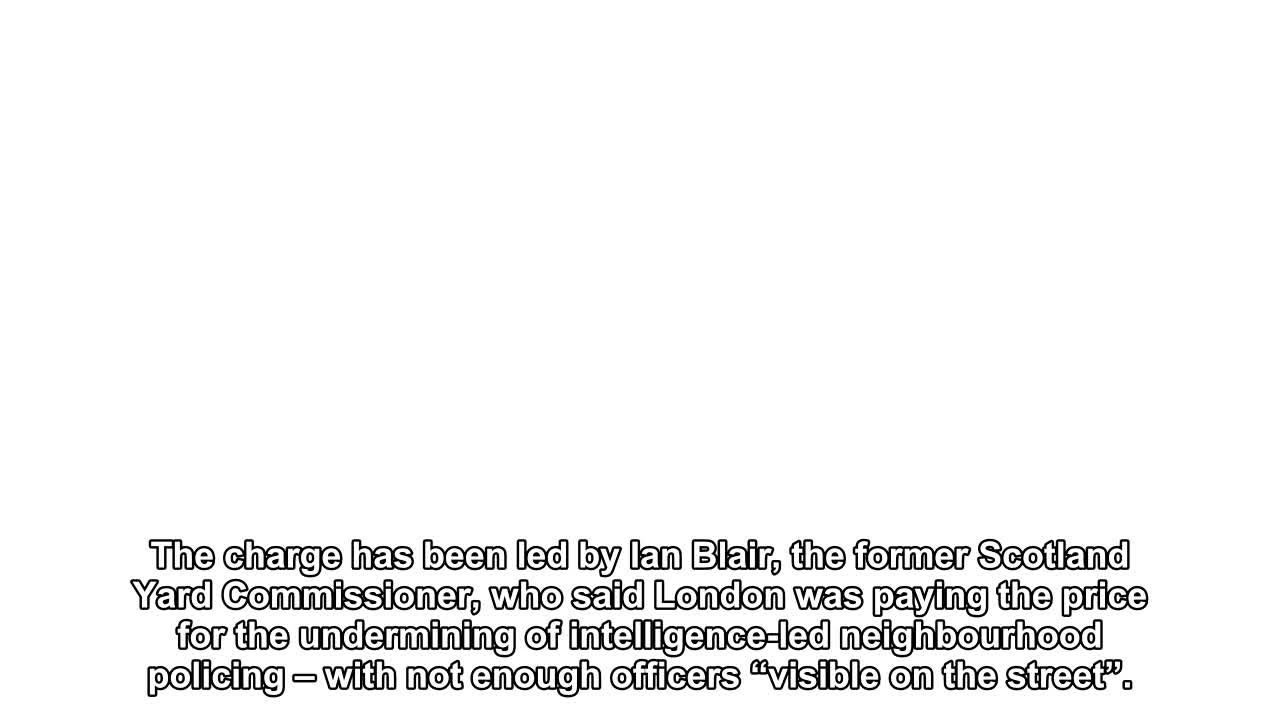 The charge has been led by Ian Blair, the former Scotland
Yard Commissioner, who said London was paying the price
for the undermining of intelligence-led neighbourhood
policing – with not enough officers “visible on the street”.